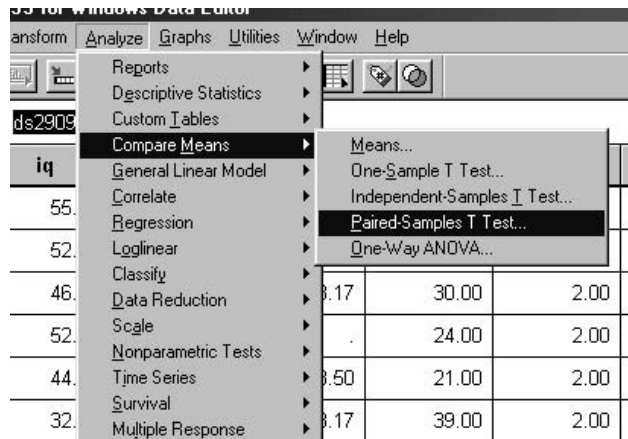 for Windows Data Editor
ansform Analyze Graphs Utilities Window Help
ds2909
iq
Reports
Descriptive Statistics
Custom Tables
Compare Means
General Linear Model
Correlate
Regression
Loglinear
Classify
Data Reduction
Scale
Nonparametric Tests
Time Series
Survival
Multiple Response
Means...
One-Sample T Test...
Independent-Samples T Test...
Paired-Samples T Test...
One-Way ANOVA...
55.
52.
46. 3.17 30.00 2.00
52. . 24.00 2.00
44. 3.50 21.00 2.00
32. 3.17 39.00 2.00